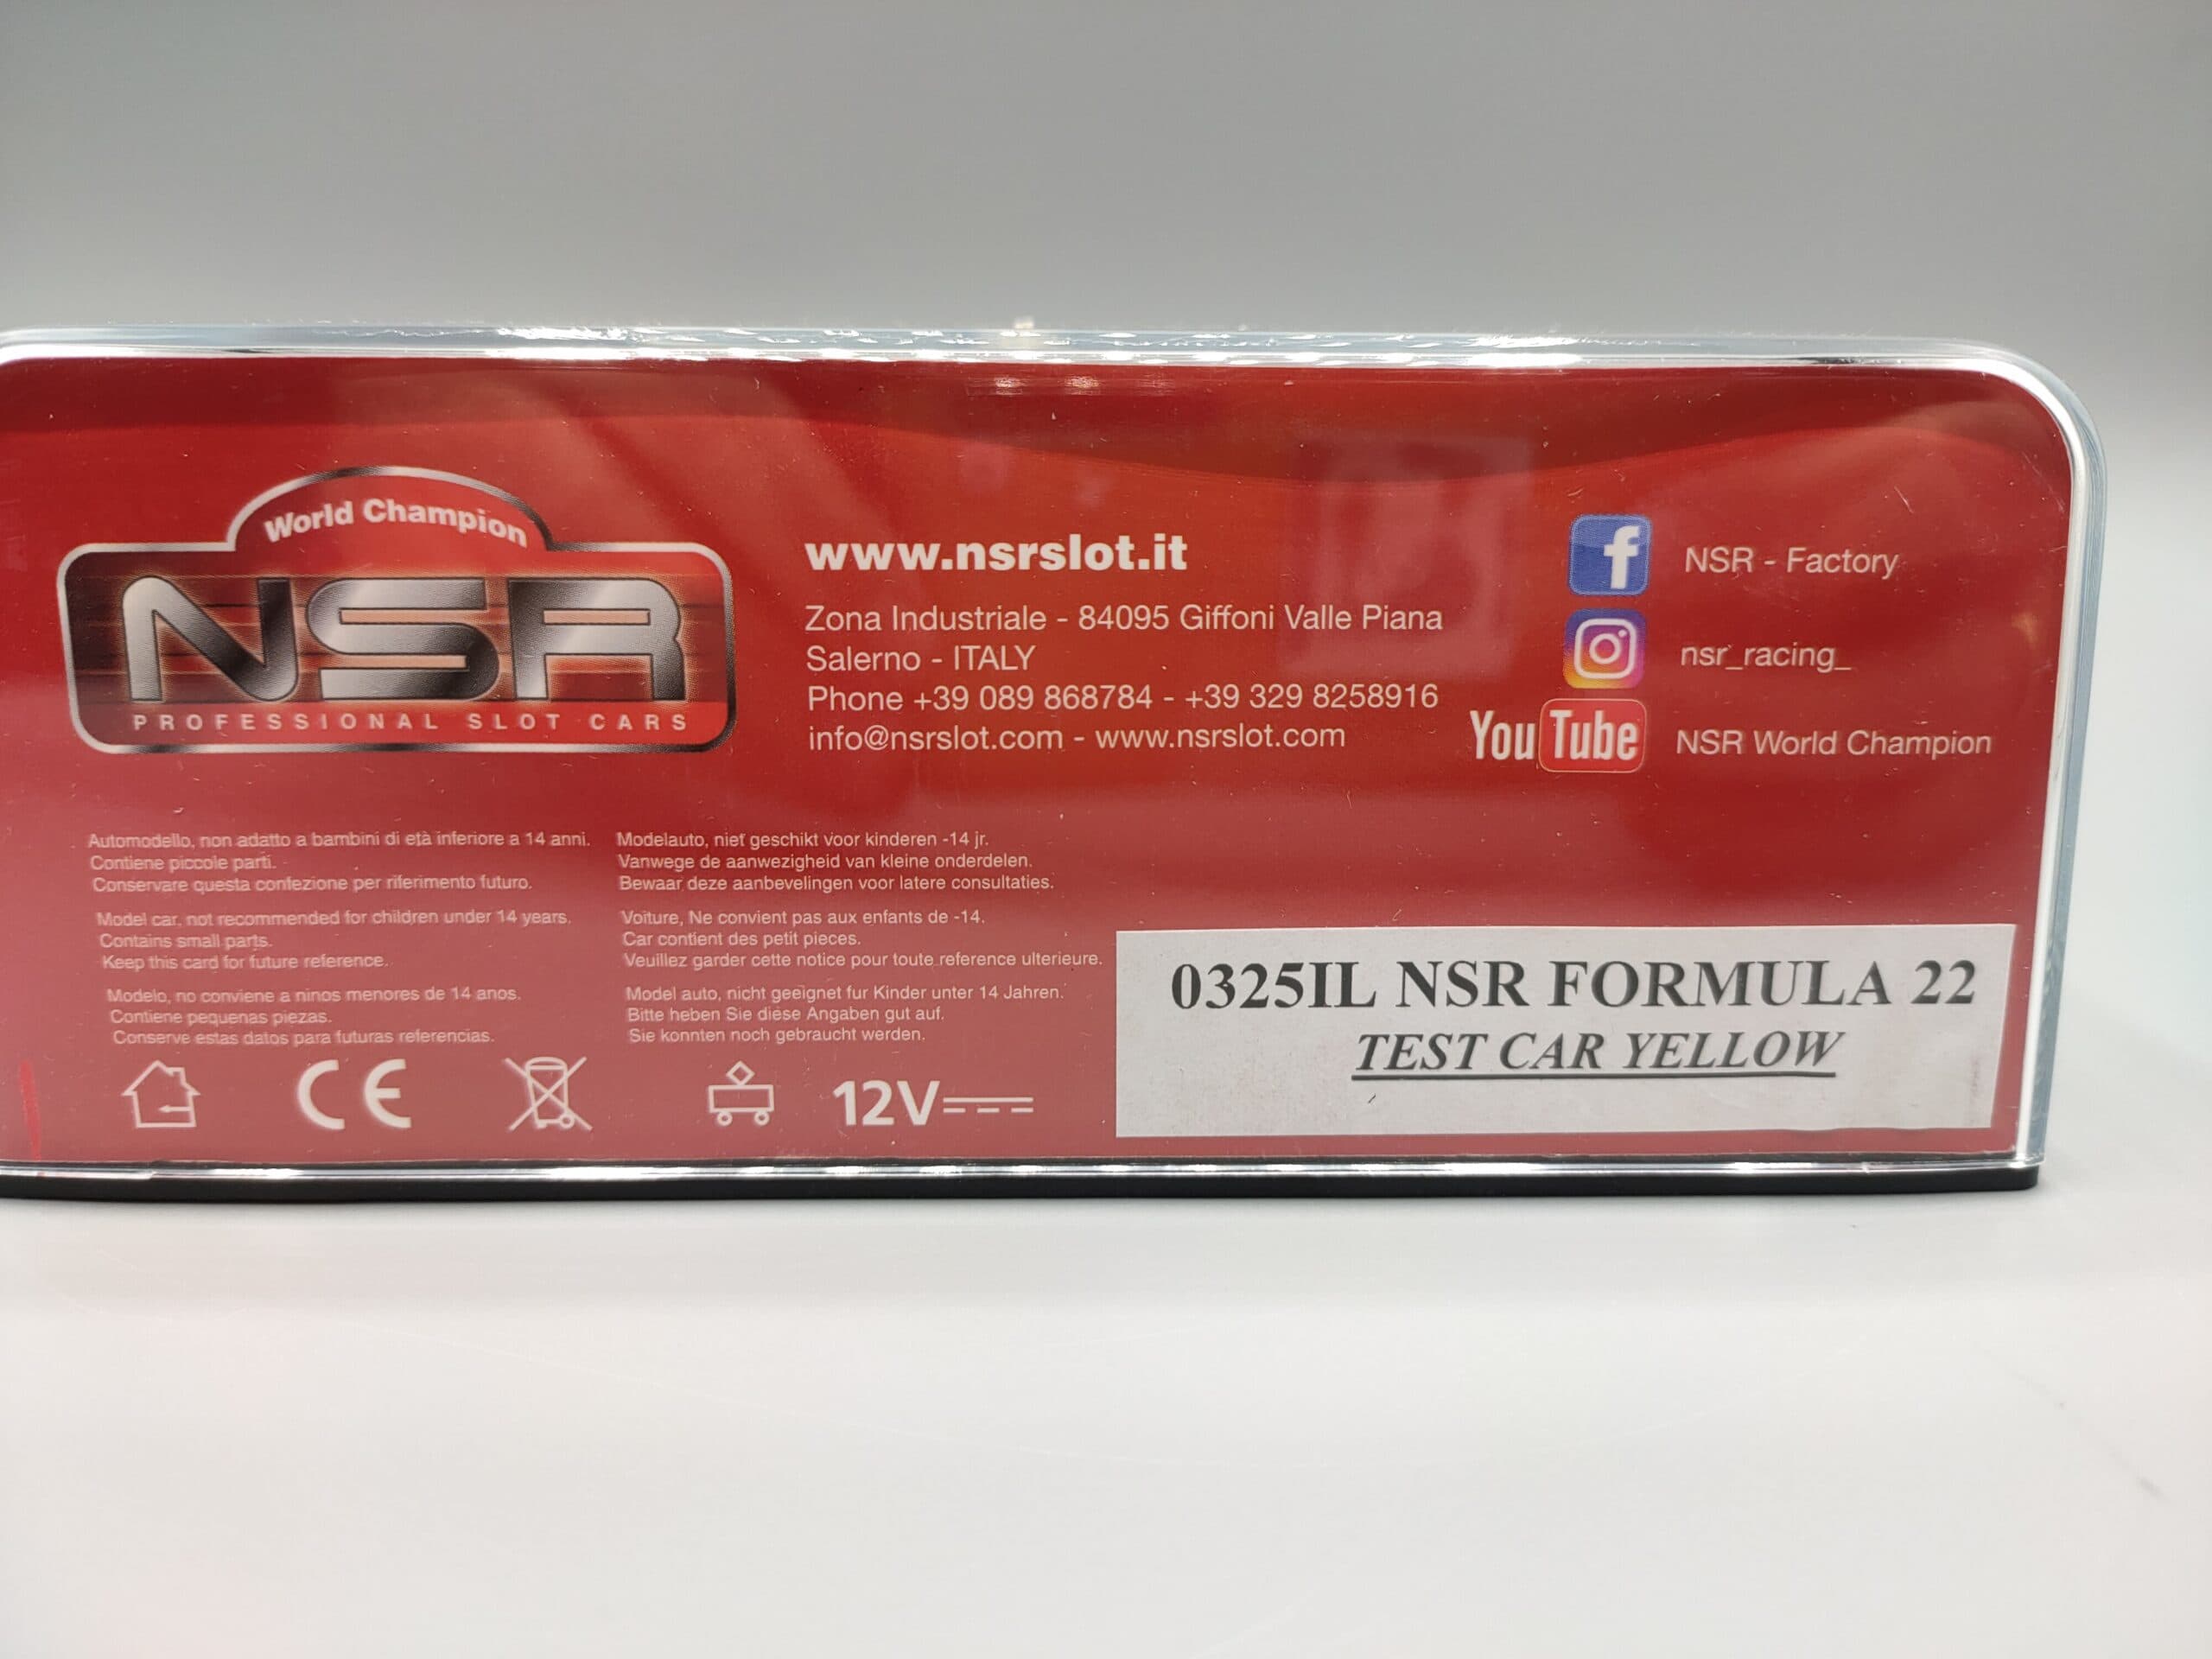 World Champion
NSR
PROFESSIONAL SLOT CARS
www.nsrslot.it
Zona Industriale - 84095 Giffoni Valle Piana
Salerno - ITALY
Phone +39 089 868784 - +39 329 8258916
info@nsrslot.com - www.nsrslot.com
f NSR - Factory
nsr_racing_
YouTube NSR World Champion
Automodello, non adatto a bambini di età inferiore a 14 anni.
Contiene piccole parti.
Conservare questa confezione per riferimento futuro.
Model car, not recommended for children under 14 years.
Contains small parts.
Keep this card for future reference.
Modelo, no conviene a ninos menores de 14 anos.
Contiene pequenas piezas.
Conserve estas datos para futuras referencias.
Modelauto, niet geschikt voor kinderen -14 jr.
Vanwege de aanwezigheid van kleine onderdelen.
Bewaar deze aanbevelingen voor latere consultaties.
Voiture, Ne convient pas aux enfants de -14.
Car contient des petit pieces.
Veuillez garder cette notice pour toute reference ulterieure.
Model auto, nicht geeignet fur Kinder unter 14 Jahren.
Bitte heben Sie diese Angaben gut auf.
Sie konnten noch gebraucht werden.
CE
12V
0325IL NSR FORMULA 22
TEST CAR YELLOW